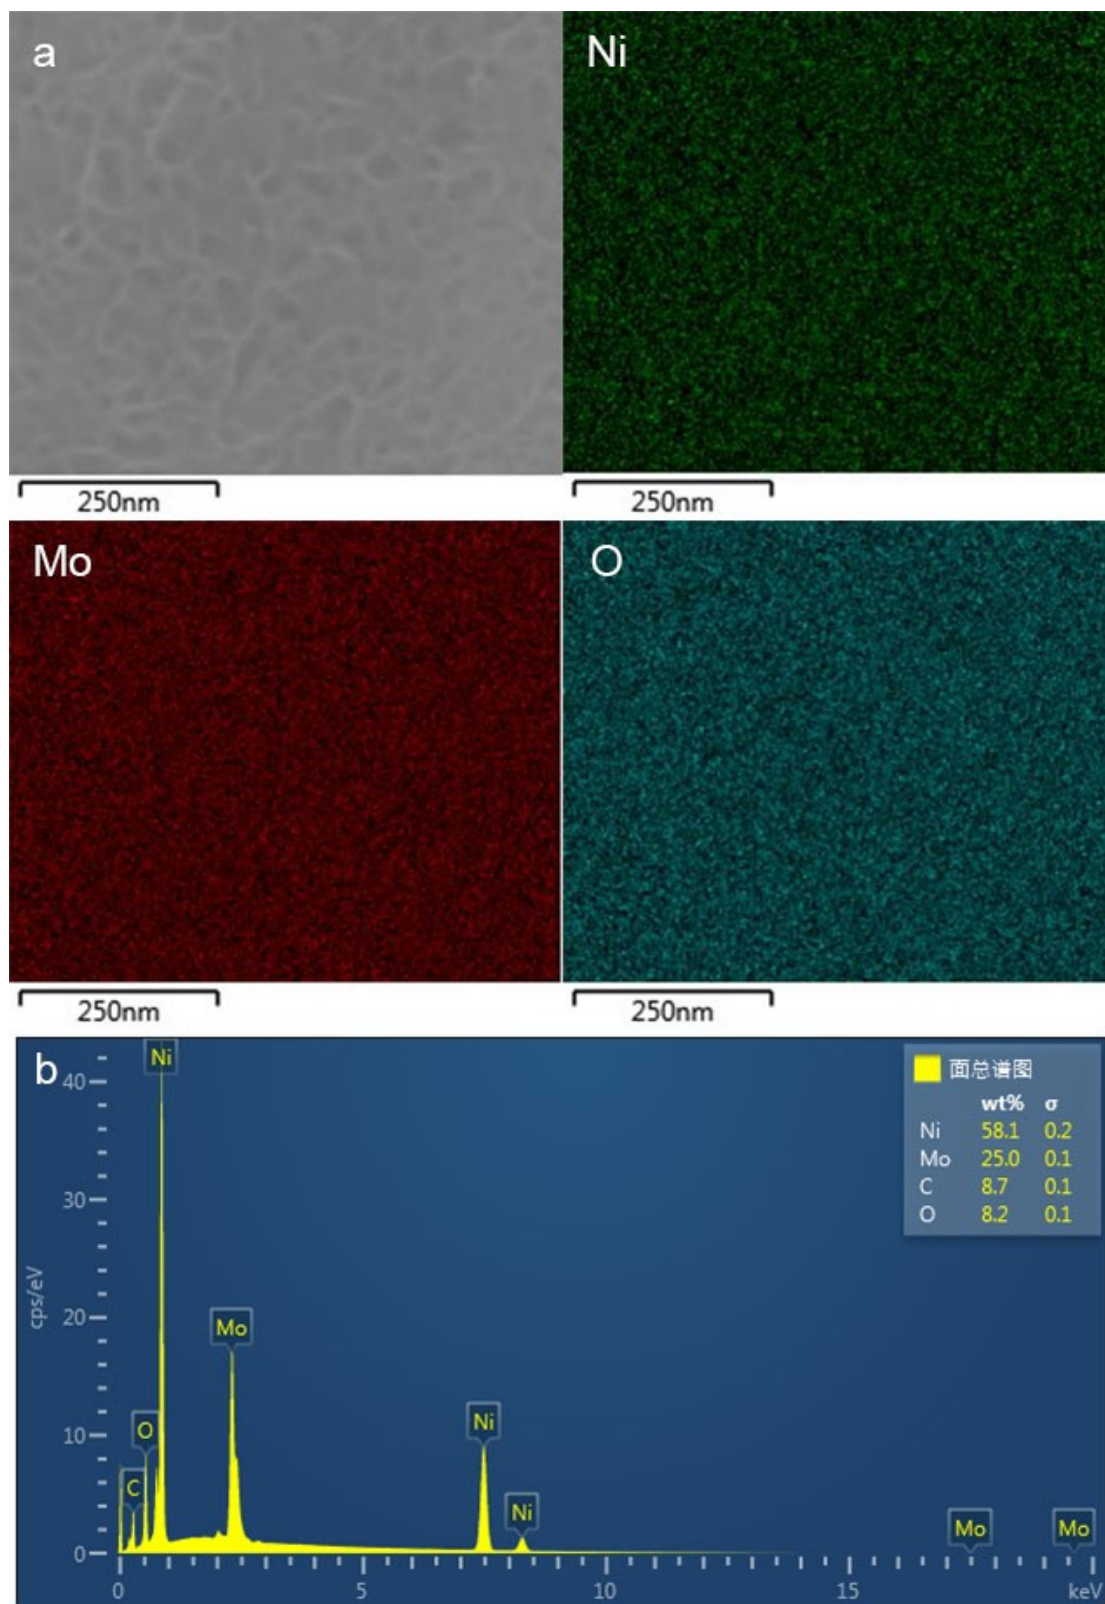 a
Ni
250nm
250nm
Mo
O
250nm
250nm
b
Ni
面总谱图
wt% σ
Ni 58.1 0.2
Mo 25.0 0.1
C 8.7 0.1
O 8.2 0.1
40
30
cps/eV
20
Mo
10
O
Ni
C
Ni
Mo
Mo
0
0 5 10 15 keV